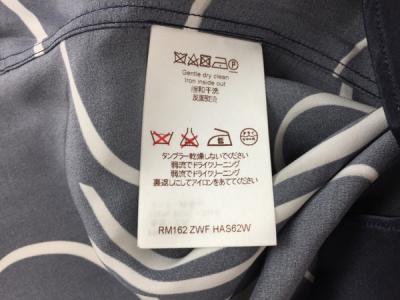 Gentle dry clean
Iron inside out
缓和干洗
反面熨烫
タンブラー乾燥しないでください
弱流でドライクリーニング
弱流でドライクリーニング
裏返しにしてアイロンをあててください
RM162 ZWF HAS62W